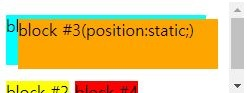 block #3(position:static;)
block #2 block #4